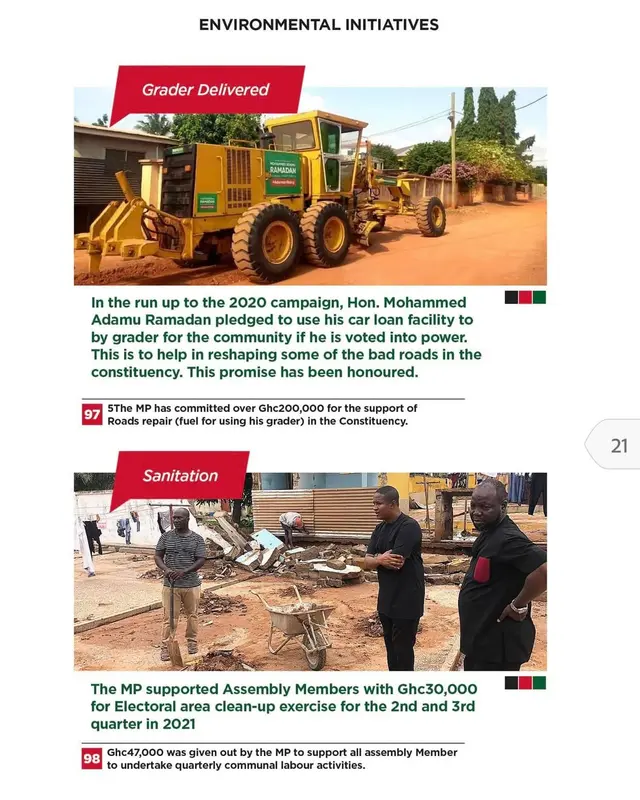 ENVIRONMENTAL INITIATIVES
Grader Delivered
RAMADAN
In the run up to the 2020 campaign, Hon. Mohammed
Adamu Ramadan pledged to use his car loan facility to
by grader for the community if he is voted into power.
This is to help in reshaping some of the bad roads in the
constituency. This promise has been honoured.
97
5The MP has committed over Ghc200,000 for the support of
Roads repair (fuel for using his grader) in the Constituency.
21
Sanitation
The MP supported Assembly Members with Ghc30,000
for Electoral area clean-up exercise for the 2nd and 3rd
quarter in 2021
98
Ghc47,000 was given out by the MP to support all assembly Member
to undertake quarterly communal labour activities.